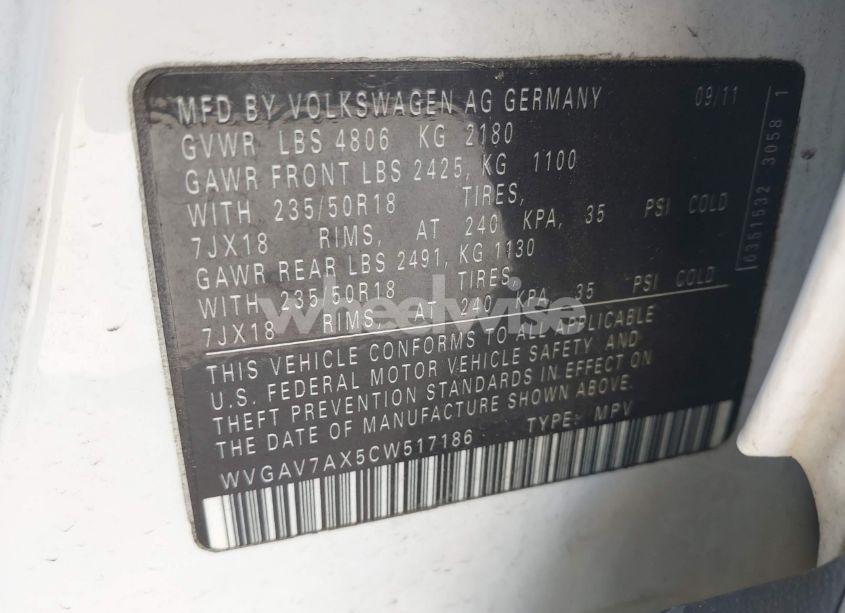 MFD BY VOLKSWAGEN AG GERMANY 09/11
GVWR LBS 4806 KG 2180
GAWR FRONT LBS 2425, KG 1100
WITH 235/50R18 TIRES,
7JX18 RIMS, AT 240 KPA, 35 PSI COLD
GAWR REAR LBS 2491, KG 1130
WITH 235/50R18 TIRES,
7JX18 RIMS, AT 240 KPA, 35 PSI COLD
THIS VEHICLE CONFORMS TO ALL APPLICABLE
U.S. FEDERAL MOTOR VEHICLE SAFETY AND
THEFT PREVENTION STANDARDS IN EFFECT ON
THE DATE OF MANUFACTURE SHOWN ABOVE.
WVGAV7AX5CW517186 TYPE: MPV
6351532 3058 1
wheelwise